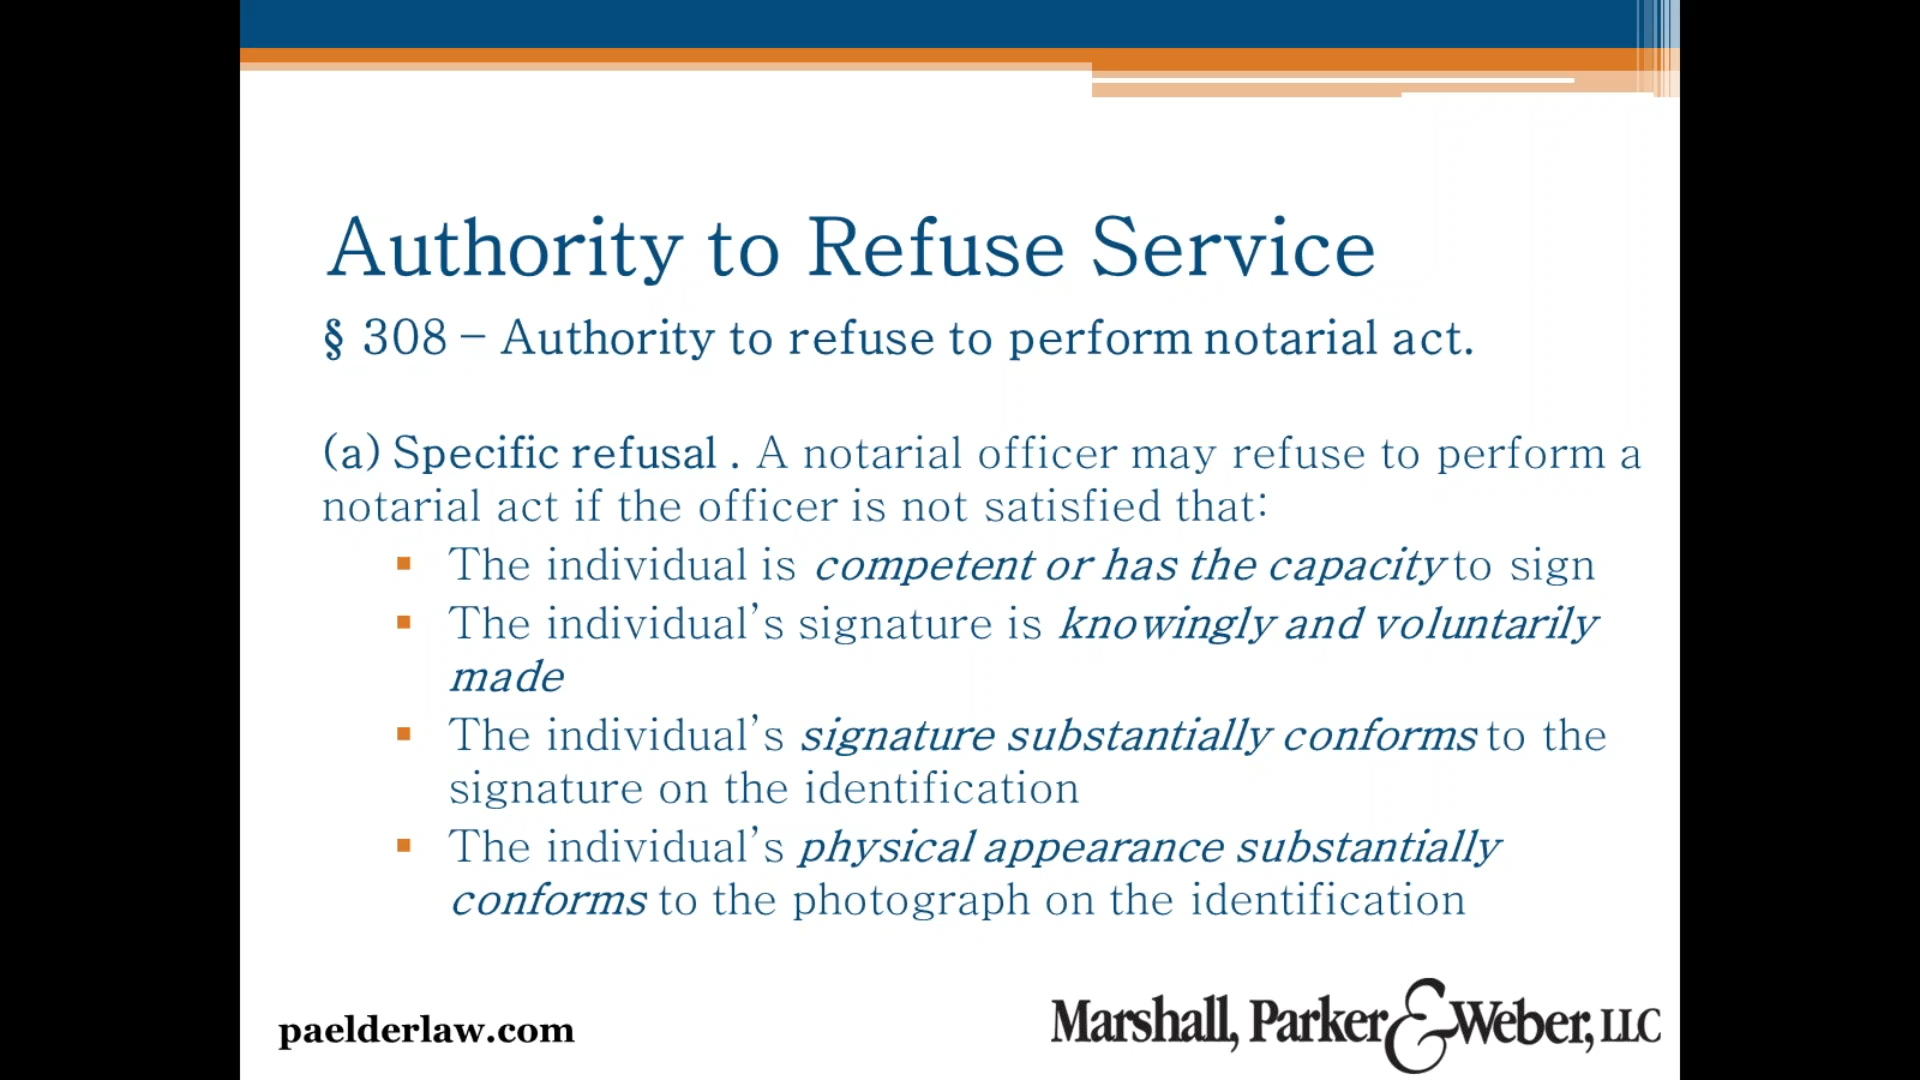 Authority to Refuse Service
§ 308 – Authority to refuse to perform notarial act.
(a) Specific refusal . A notarial officer may refuse to perform a
notarial act if the officer is not satisfied that:
▪ The individual is competent or has the capacity to sign
▪ The individual’s signature is knowingly and voluntarily
made
▪ The individual’s signature substantially conforms to the
signature on the identification
▪ The individual’s physical appearance substantially
conforms to the photograph on the identification
paelderlaw.com
Marshall, Parker & Weber, LLC